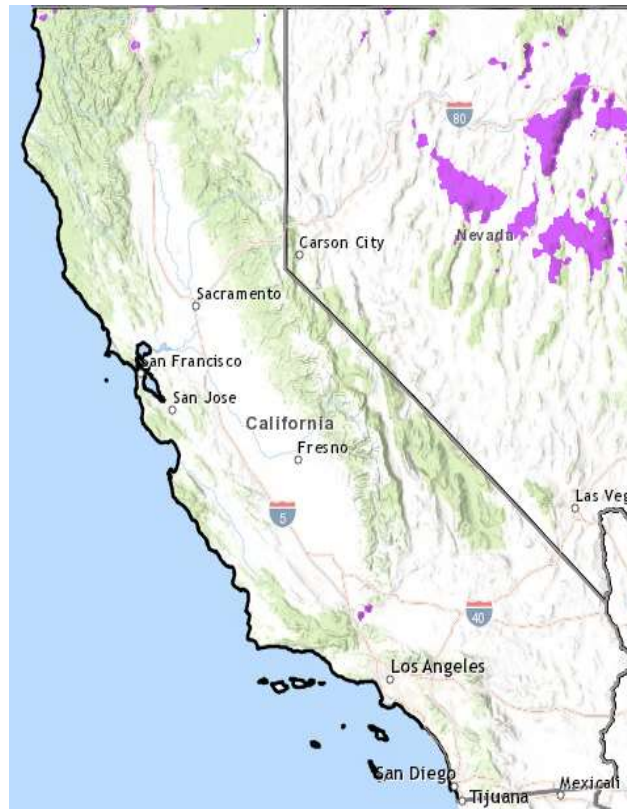 80
Nevada
Carson City
Sacramento
San Francisco
San Jose
California
Fresno
5
Las Veg
40
Los Angeles
San Diego
Tijuana
Mexicali